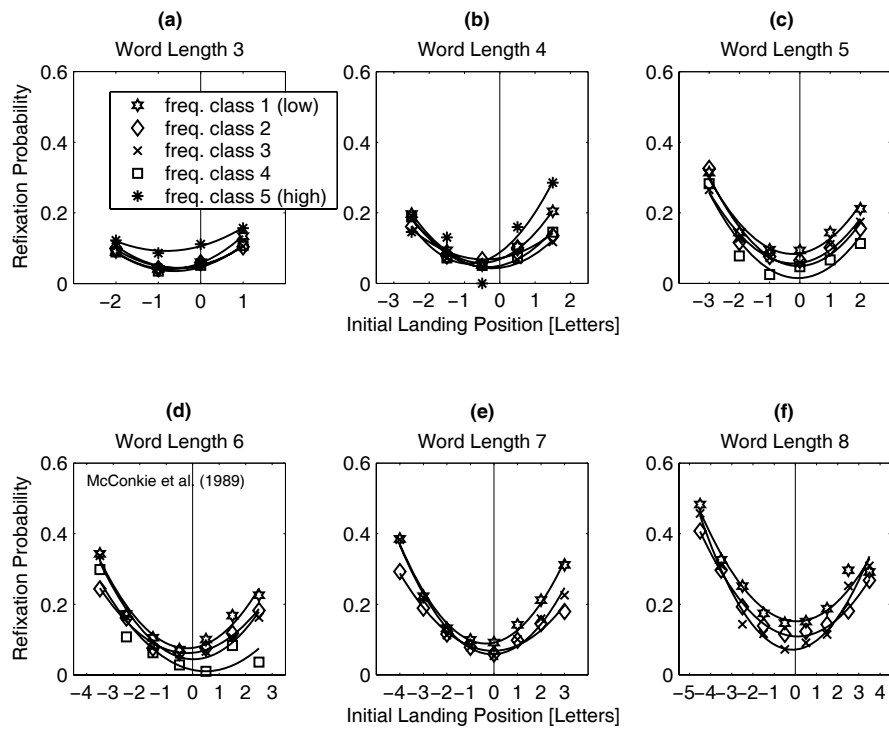 (a) (b) (c)
Word Length 3 Word Length 4 Word Length 5
Refixation Probability
0.6 0.6 0.6
0.4 0.4 0.4
0.2 0.2 0.2
0 0 0
freq. class 1 (low)
freq. class 2
freq. class 3
freq. class 4
freq. class 5 (high)
−2 −1 0 1 −3 −2 −1 0 1 2 −3 −2 −1 0 1 2
Initial Landing Position [Letters]
(d) (e) (f)
Word Length 6 Word Length 7 Word Length 8
Refixation Probability
McConkie et al. (1989)
0.6 0.6 0.6
0.4 0.4 0.4
0.2 0.2 0.2
0 0 0
−4 −3 −2 −1 0 1 2 3 −4 −3 −2 −1 0 1 2 3 −5 −4 −3 −2 −1 0 1 2 3 4
Initial Landing Position [Letters]